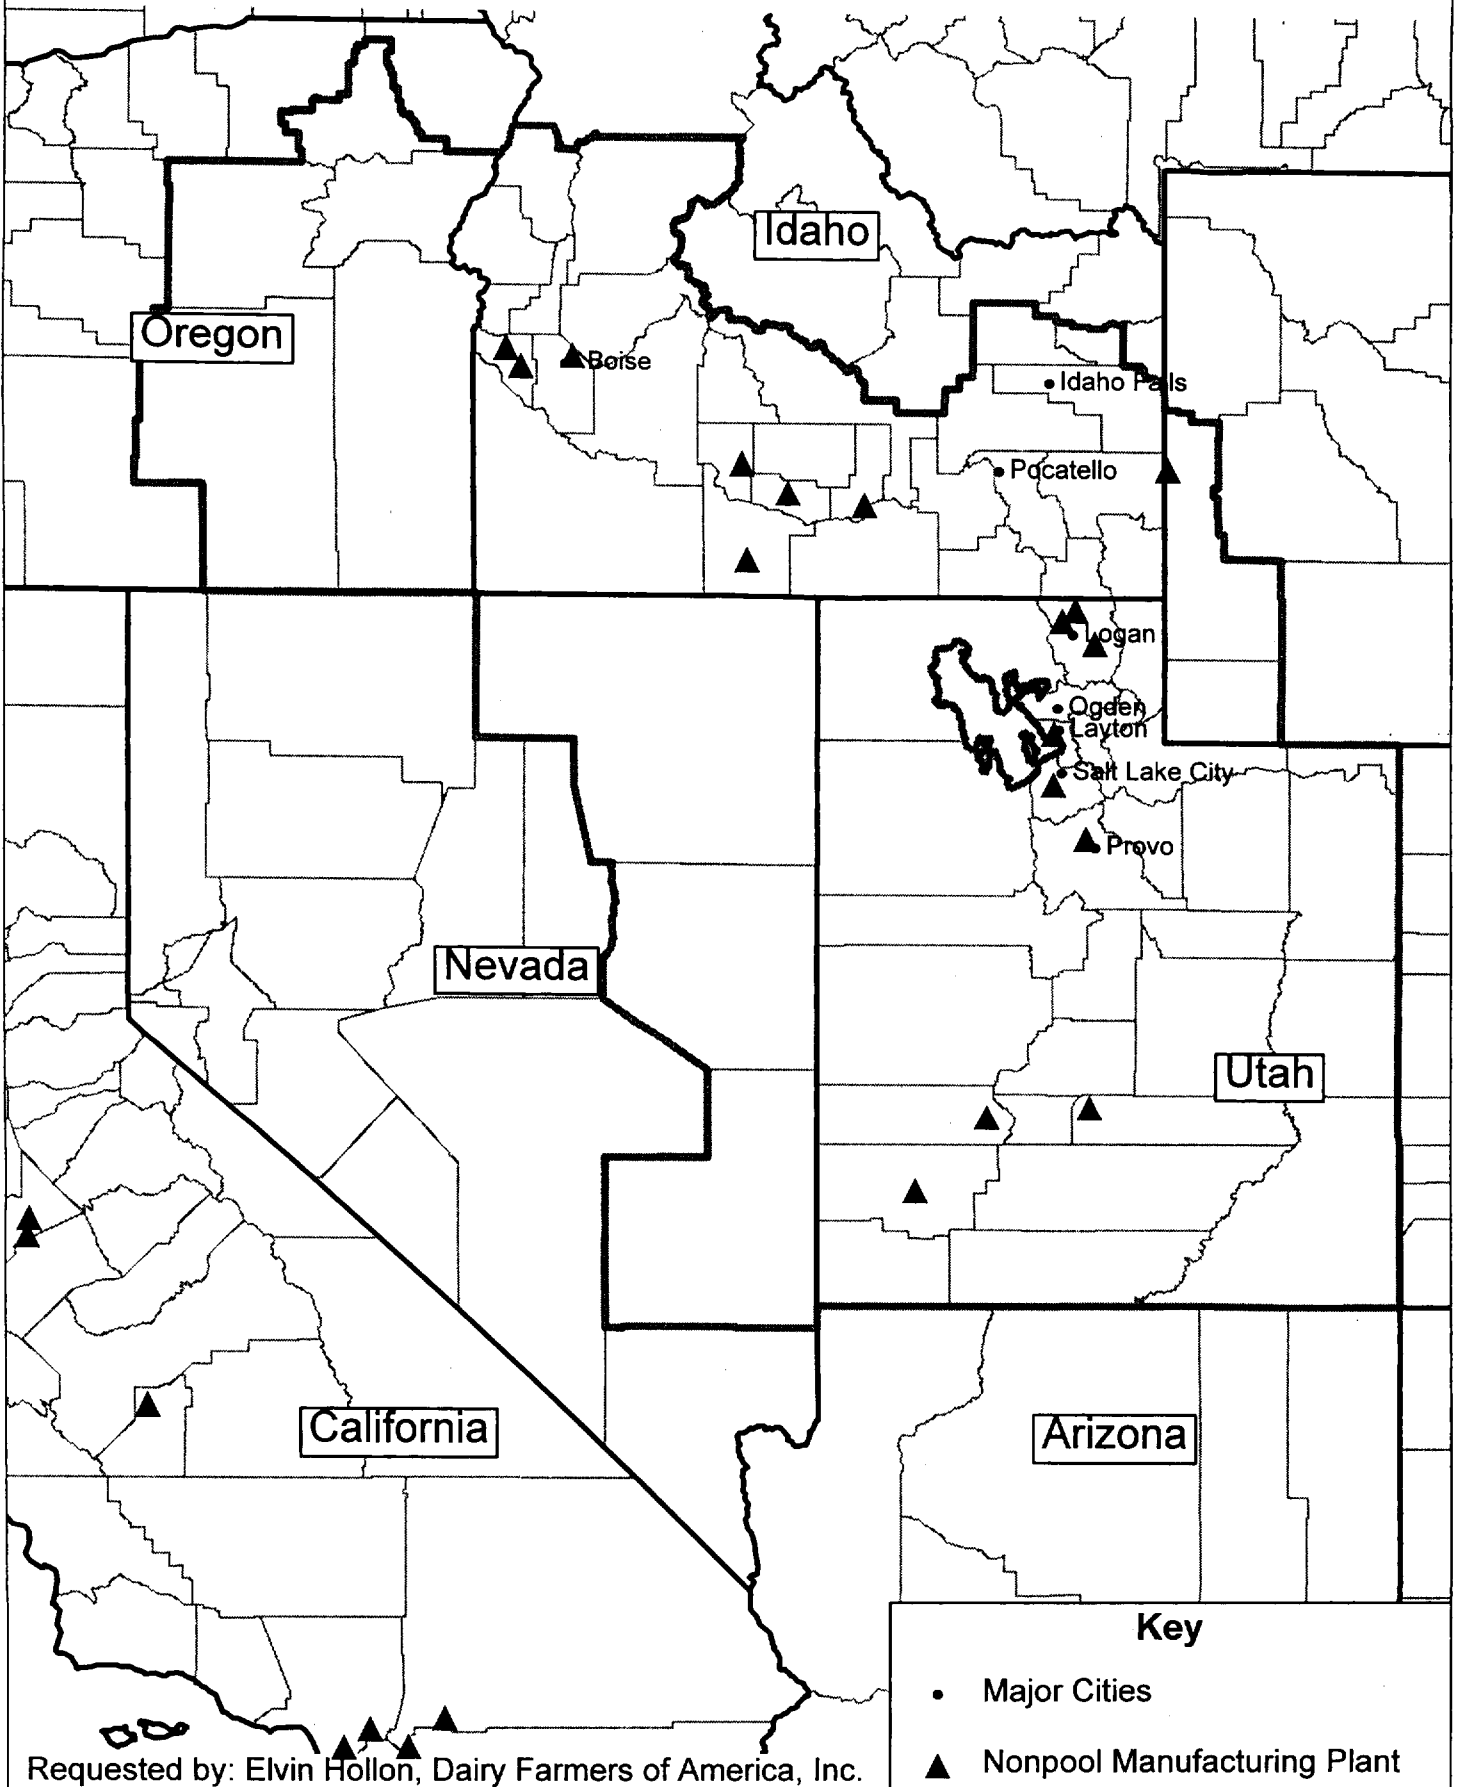 Idaho
Oregon
Boise
Idaho Falls
Pocatello
Logan
Ogden
Layton
Salt Lake City
Provo
Nevada
Utah
California
Arizona
Key
Major Cities
Nonpool Manufacturing Plant
Requested by: Elvin Hollon, Dairy Farmers of America, Inc.